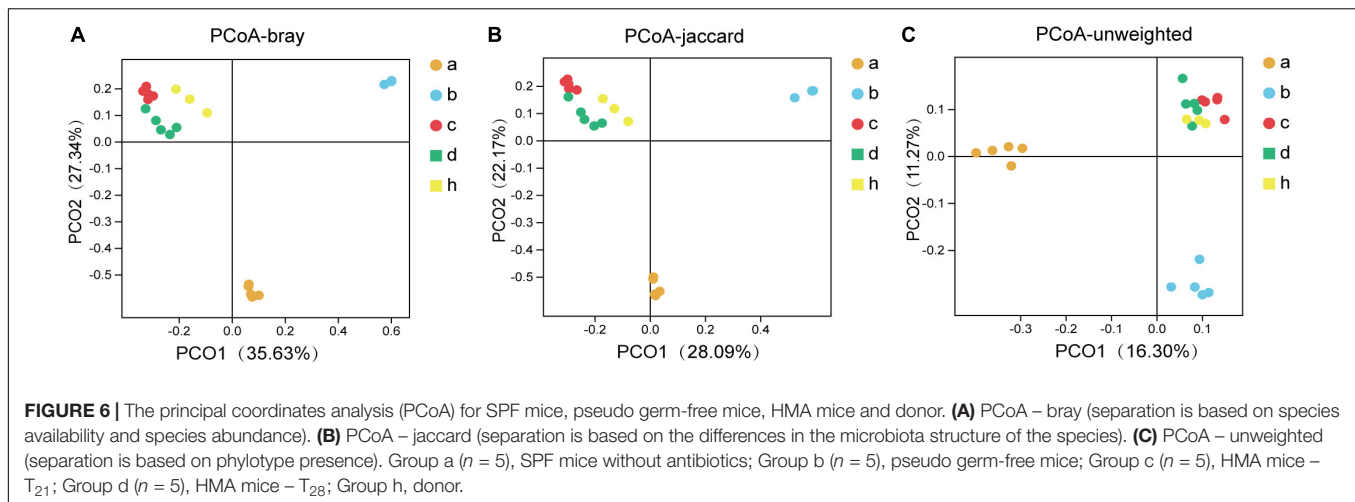 A
PCoA-bray
PCO2 (27.34%)
0.2
0.1
0.0
-0.1
-0.2
-0.3
-0.4
-0.5
-0.2
0.0
0.2
0.4
0.6
PCO1 (35.63%)
a
b
c
d
h
B
PCoA-jaccard
PCO2 (22.17%)
0.2
0.1
0.0
-0.1
-0.2
-0.3
-0.4
-0.5
-0.2
0.0
0.2
0.4
PCO1 (28.09%)
a
b
c
d
h
C
PCoA-unweighted
PCO2 (11.27%)
0.1
0.0
-0.1
-0.2
-0.3
0.0
0.1
PCO1 (16.30%)
a
b
c
d
h
FIGURE 6 | The principal coordinates analysis (PCoA) for SPF mice, pseudo germ-free mice, HMA mice and donor. (A) PCoA – bray (separation is based on species
availability and species abundance). (B) PCoA – jaccard (separation is based on the differences in the microbiota structure of the species). (C) PCoA – unweighted
(separation is based on phylotype presence). Group a (n = 5), SPF mice without antibiotics; Group b (n = 5), pseudo germ-free mice; Group c (n = 5), HMA mice –
T21; Group d (n = 5), HMA mice – T28; Group h, donor.